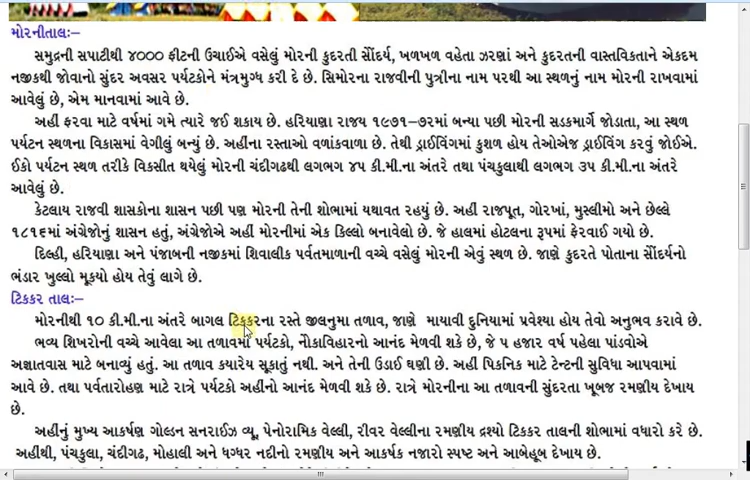 મોરનીતાલઃ-
સમુદ્રની સપાટીથી ૪૦૦૦ ફીટની ઉંચાઈએ વસેલું મોરની કુદરતી સૌંદર્ય, ખળખળ વહેતા ઝરણાં અને કુદરતની વાસ્તવિકતાને એકદમ
નજીકથી જોવાનો સુંદર અવસર પર્યટકોને મંત્રમુગ્ધ કરી દે છે. સિમોરના રાજવીની પુત્રીના નામ પરથી આ સ્થળનું નામ મોરની રાખવામાં
આવેલું છે, એમ માનવામાં આવે છે.
અહીં ફરવા માટે વર્ષમાં ગમે ત્યારે જઈ શકાય છે. હરિયાણા રાજય ૧૯૭૧-૭૨માં બન્યા પછી મોરની સડકમાર્ગે જોડાતા, આ સ્થળ
પર્યટન સ્થળના વિકાસમાં વેગીલું બન્યું છે. અહીંના રસ્તાઓ વળાંકવાળા છે. તેથી ડ્રાઈવિંગમાં કુશળ હોય તેઓએજ ડ્રાઈવિંગ કરવું જોઈએ.
ઈકો પર્યટન સ્થળ તરીકે વિકસીત થયેલું મોરની ચંદીગઢથી લગભગ ૪૫ કી.મી.ના અંતરે તથા પંચકુલાથી લગભગ ૩૫ કી.મી.ના અંતરે
આવેલું છે.
કેટલાય રાજવી શાસકોના શાસન પછી પણ મોરની તેની શોભામાં યથાવત રહયું છે. અહીં રાજપૂત, ગોરખાં, મુસ્લીમો અને છેલ્લે
૧૮૧૬માં અંગ્રેજોનું શાસન હતું, અંગ્રેજોએ અહીં મોરનીમાં એક કિલ્લો બનાવેલો છે. જે હાલમાં હોટલના રૂપમાં ફેરવાઈ ગયો છે.
દિલ્હી, હરિયાણા અને પંજાબની નજીકમાં શિવાલીક પર્વતમાળાની વચ્ચે વસેલું મોરની એવું સ્થળ છે. જાણે કુદરતે પોતાના સૌંદર્યનો
ભંડાર ખુલ્લો મૂકયો હોય તેવું લાગે છે.
ટિકકર તાલઃ-
મોરનીથી ૧૦ કી.મી.ના અંતરે બાગલ ટિકકરના રસ્તે જીલનુમા તળાવ, જાણે માયાવી દુનિયામાં પ્રવેશ્યા હોય તેવો અનુભવ કરાવે છે.
ભવ્ય શિખરોની વચ્ચે આવેલા આ તળાવમાં પર્યટકો, નૌકાવિહારનો આનંદ મેળવી શકે છે, જે ૫ હજાર વર્ષ પહેલા પાંડવોએ
અજ્ઞાતવાસ માટે બનાવ્યું હતું. આ તળાવ કયારેય સૂકાતું નથી. અને તેની ઉડાઈ ઘણી છે. અહીં પિકનિક માટે ટેન્ટની સુવિધા આપવામાં
આવે છે. તથા પર્વતારોહણ માટે રાત્રે પર્યટકો અહીંનો આનંદ મેળવી શકે છે. રાત્રે મોરનીના આ તળાવની સુંદરતા ખૂબજ રમણીય દેખાય
છે.
અહીંનું મુખ્ય આકર્ષણ ગોલ્ડન સનરાઈઝ વ્યૂ, પેનોરામિક વેલ્લી, રીવર વેલ્લીના રમણીય દ્રશ્યો ટિકકર તાલની શોભામાં વધારો કરે છે.
અહીંથી, પંચકુલા, ચંદીગઢ, મોહાલી અને ઘગ્ઘર નદીનો રમણીય અને આકર્ષક નજારો સ્પષ્ટ અને આબેહૂબ દેખાય છે.